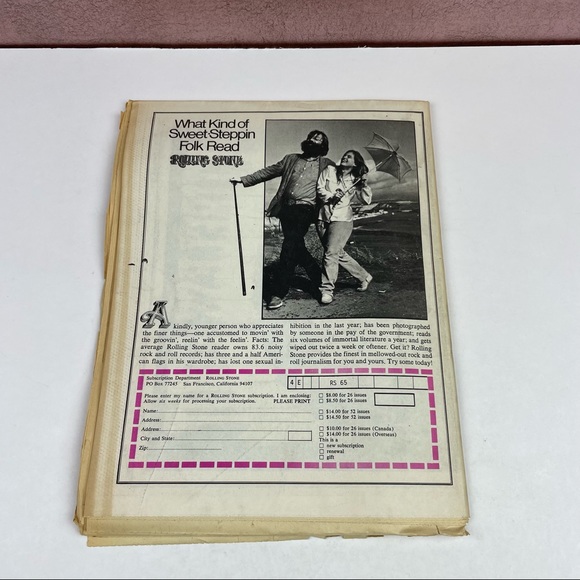 What Kind of
Sweet-Steppin
Folk Read
ROLLING STONE
A kindly, younger person who appreciates
the finer things—one accustomed to movin' with
the groovin', reelin' with the feelin'. Facts: The
average Rolling Stone reader owns 83.6 noisy
rock and roll records; has three and a half Ameri-
can flags in his wardrobe; has lost one sexual in-
hibition in the last year; has been photographed
by someone in the pay of the government; reads
six volumes of immortal literature a year; and gets
wiped out twice a week or oftener. Get it? Rolling
Stone provides the finest in mellowed-out rock and
roll journalism for you and yours. Try some today!
Subscription Department ROLLING STONE
PO Box 77245 San Francisco, California 94107
4 E RS 65
Please enter my name for a ROLLING STONE subscription. I am enclosing:
Allow six weeks for processing your subscription. PLEASE PRINT
Name:
Address:
Address:
City and State:
Zip:
$8.00 for 26 issues
$8.50 for 26 issues
$14.00 for 52 issues
$14.50 for 52 issues
$10.00 for 26 issues (Canada)
$14.00 for 26 issues (Overseas)
This is a
new subscription
renewal
gift